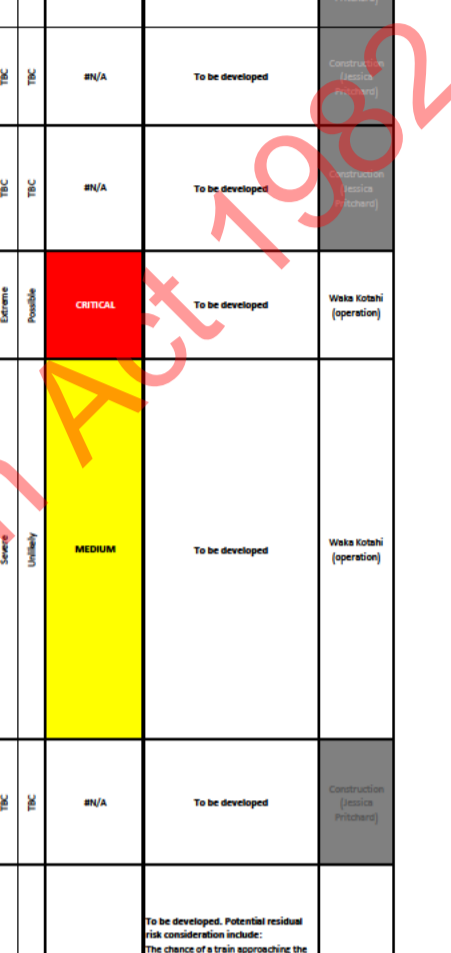 Pritchard)
TBC
TBC
#N/A
To be developed
Construction
(Jessica
Pritchard)
TBC
TBC
#N/A
To be developed
Construction
(Jessica
Pritchard)
Extreme
Possible
CRITICAL
To be developed
Waka Kotahi
(operation)
Severe
Unlikely
MEDIUM
To be developed
Waka Kotahi
(operation)
TBC
TBC
#N/A
To be developed
Construction
(Jessica
Pritchard)
To be developed. Potential residual
risk consideration include:
The chance of a train approaching the
n Act 1982